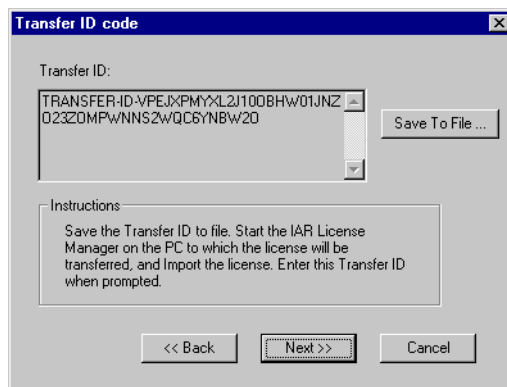 Transfer ID code
Transfer ID:
TRANSFER-ID-VPEJXPMYXL2J10OBHW01JNZ
O23ZOMPWNNS2WQC6YNBW2O
Save To File ...
Instructions
Save the Transfer ID to file. Start the IAR License
Manager on the PC to which the license will be
transferred, and Import the license. Enter this Transfer ID
when prompted.
<< Back
Next >>
Cancel